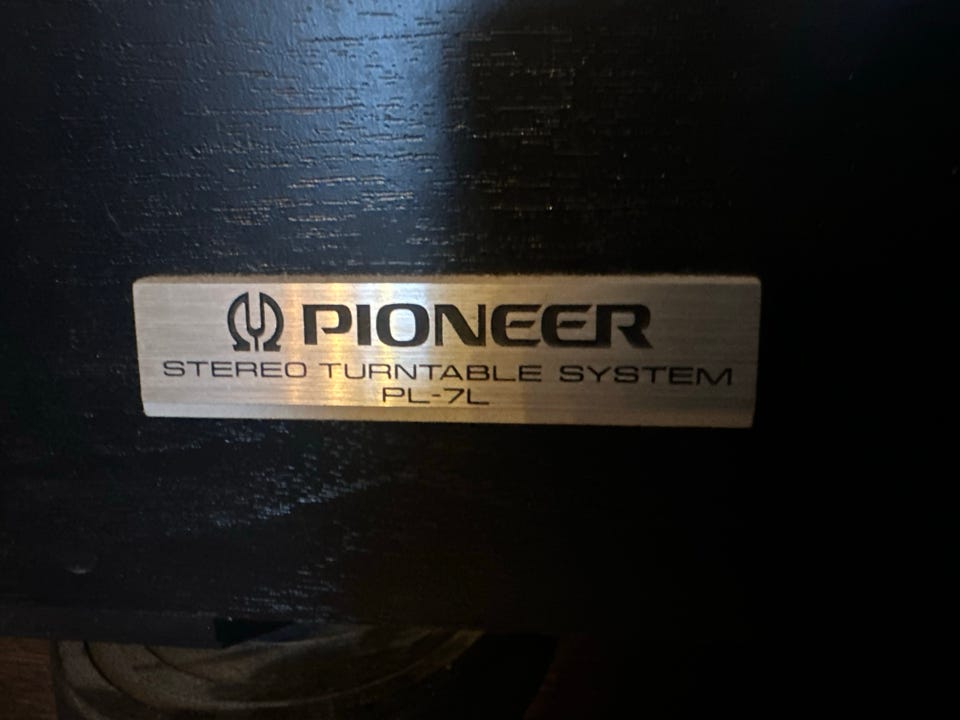 PIONEER
STEREO TURNTABLE SYSTEM
PL-7L